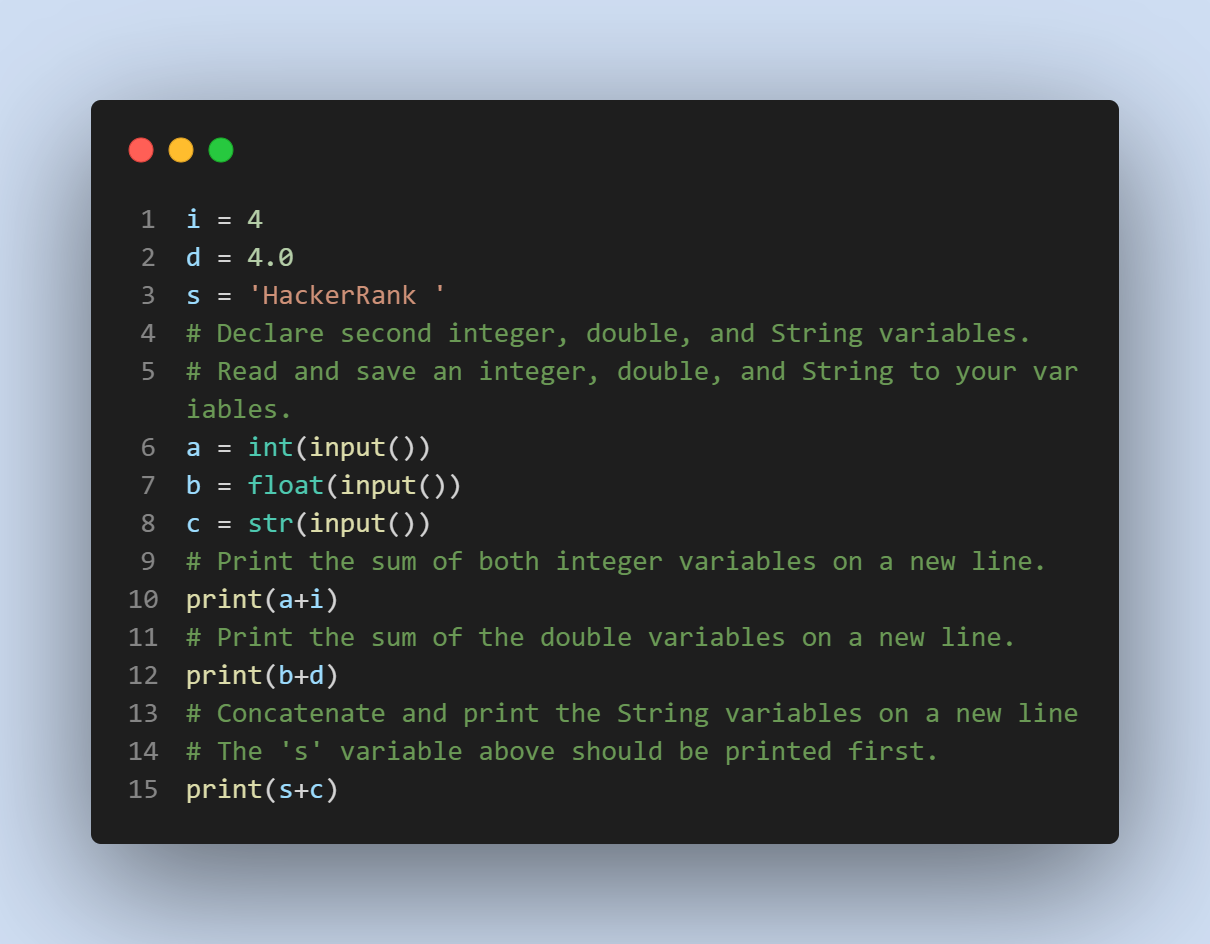 1 i = 4
2 d = 4.0
3 s = 'HackerRank '
4 # Declare second integer, double, and String variables.
5 # Read and save an integer, double, and String to your var
iables.
6 a = int(input())
7 b = float(input())
8 c = str(input())
9 # Print the sum of both integer variables on a new line.
10 print(a+i)
11 # Print the sum of the double variables on a new line.
12 print(b+d)
13 # Concatenate and print the String variables on a new line
14 # The 's' variable above should be printed first.
15 print(s+c)